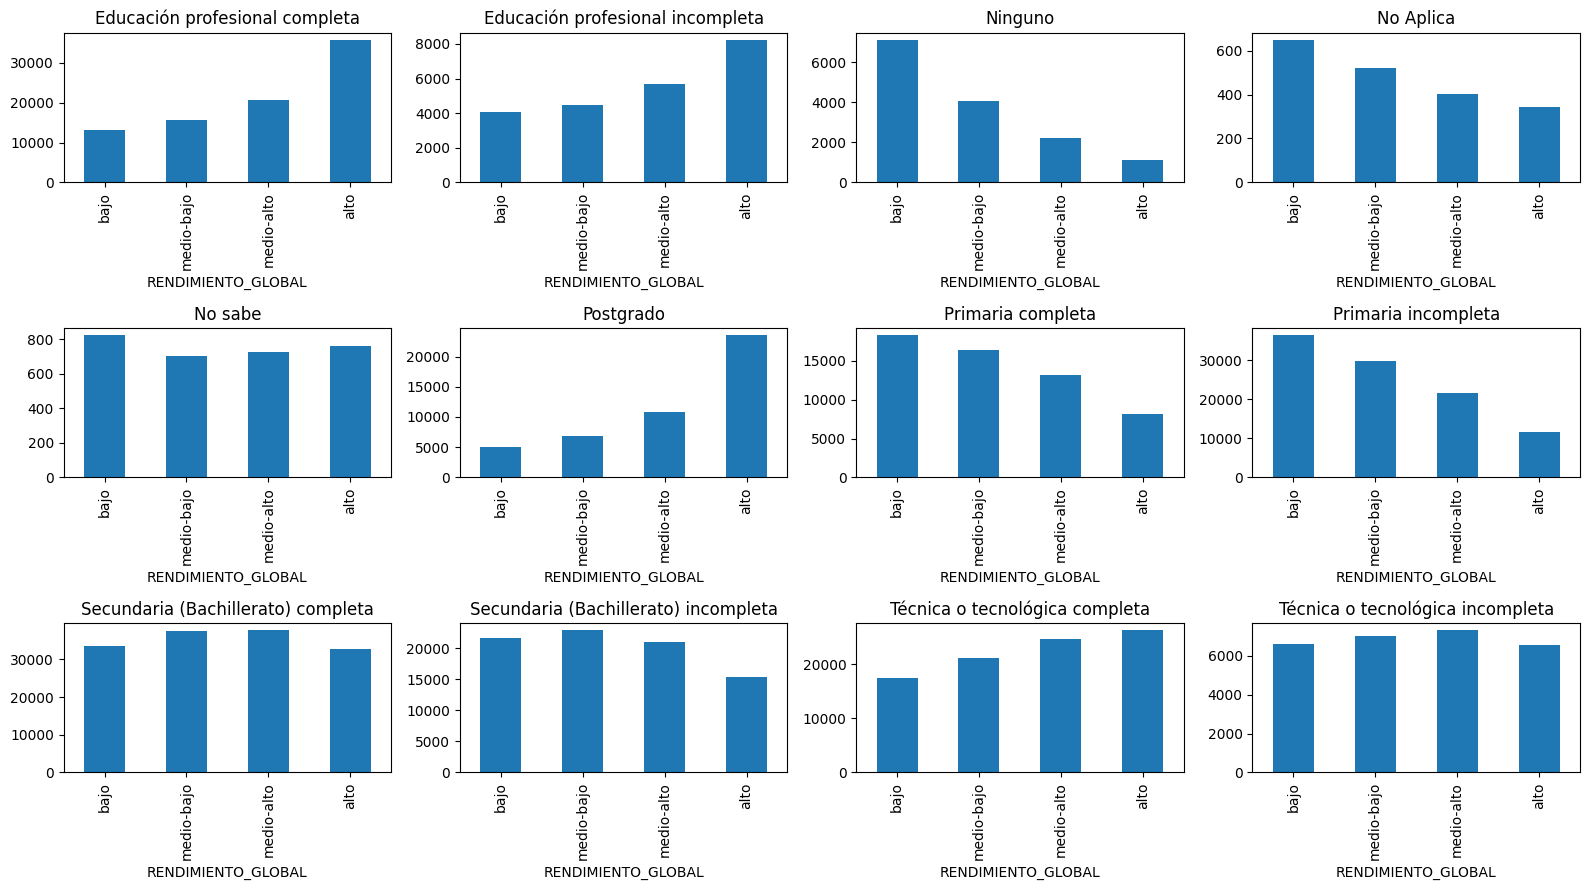 Educación profesional completa
30000
20000
10000
0
bajo
medio-bajo
medio-alto
alto
RENDIMIENTO_GLOBAL
Educación profesional incompleta
8000
6000
4000
2000
0
bajo
medio-bajo
medio-alto
alto
RENDIMIENTO_GLOBAL
Ninguno
6000
4000
2000
0
bajo
medio-bajo
medio-alto
alto
RENDIMIENTO_GLOBAL
No Aplica
600
400
200
0
bajo
medio-bajo
medio-alto
alto
RENDIMIENTO_GLOBAL
No sabe
800
600
400
200
0
bajo
medio-bajo
medio-alto
alto
RENDIMIENTO_GLOBAL
Postgrado
20000
15000
10000
5000
0
bajo
medio-bajo
medio-alto
alto
RENDIMIENTO_GLOBAL
Primaria completa
15000
10000
5000
0
bajo
medio-bajo
medio-alto
alto
RENDIMIENTO_GLOBAL
Primaria incompleta
30000
20000
10000
0
bajo
medio-bajo
medio-alto
alto
RENDIMIENTO_GLOBAL
Secundaria (Bachillerato) completa
30000
20000
10000
0
bajo
medio-bajo
medio-alto
alto
RENDIMIENTO_GLOBAL
Secundaria (Bachillerato) incompleta
20000
15000
10000
5000
0
bajo
medio-bajo
medio-alto
alto
RENDIMIENTO_GLOBAL
Técnica o tecnológica completa
20000
10000
0
bajo
medio-bajo
medio-alto
alto
RENDIMIENTO_GLOBAL
Técnica o tecnológica incompleta
6000
4000
2000
0
bajo
medio-bajo
medio-alto
alto
RENDIMIENTO_GLOBAL